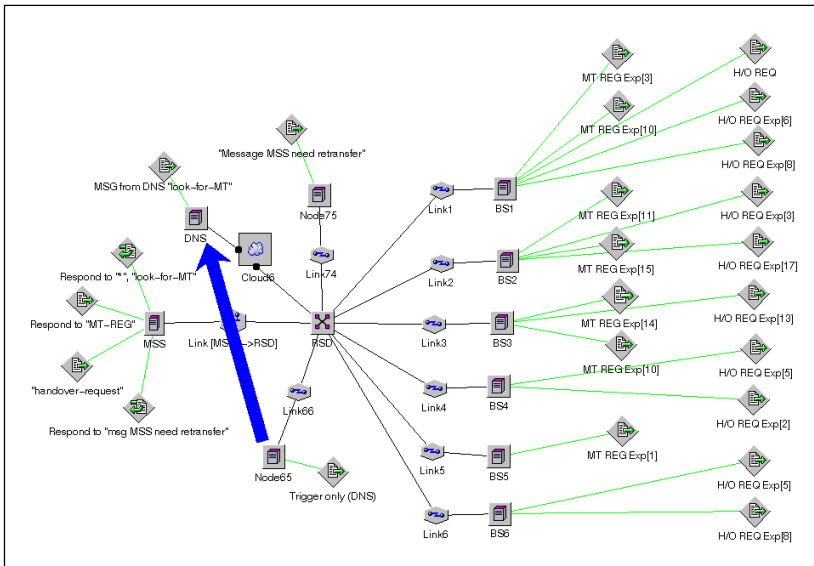 MT REG Exp[3]
H/O REQ
MT REG Exp[10]
H/O REQ Exp[6]
"Message MSS need retransfer"
H/O REQ Exp[8]
MSG from DNS "look-for-MT"
Node75
Link1
BS1
MT REG Exp[11]
H/O REQ Exp[3]
DNS
Respond to "*", "look-for-MT"
Cloud6
Link74
Link2
BS2
MT REG Exp[15]
H/O REQ Exp[17]
Respond to "MT-REG"
MSS
Link [MS
->RSD]
RSD
Link3
BS3
MT REG Exp[14]
H/O REQ Exp[13]
"handover-request"
Link66
Link4
BS4
MT REG Exp[10]
H/O REQ Exp[5]
Respond to "msg MSS need retransfer"
H/O REQ Exp[2]
Node65
Trigger only (DNS)
Link5
BS5
MT REG Exp[1]
H/O REQ Exp[5]
Link6
BS6
H/O REQ Exp[8]